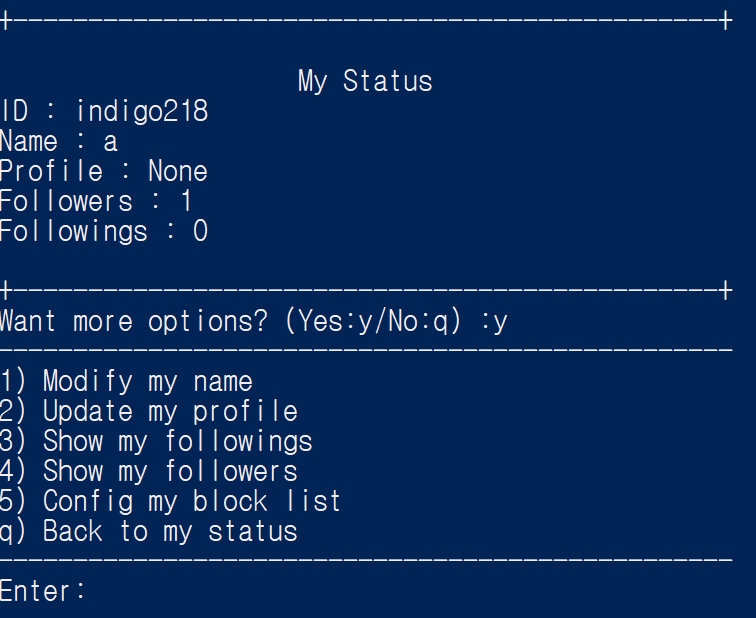 +-----------------------------------------------+
My Status
ID : indigo218
Name : a
Profile : None
Followers : 1
Followings : 0
+-----------------------------------------------+
Want more options? (Yes:y/No:q) :y
-------------------------------------------------
1) Modify my name
2) Update my profile
3) Show my followings
4) Show my followers
5) Config my block list
q) Back to my status
-------------------------------------------------
Enter: